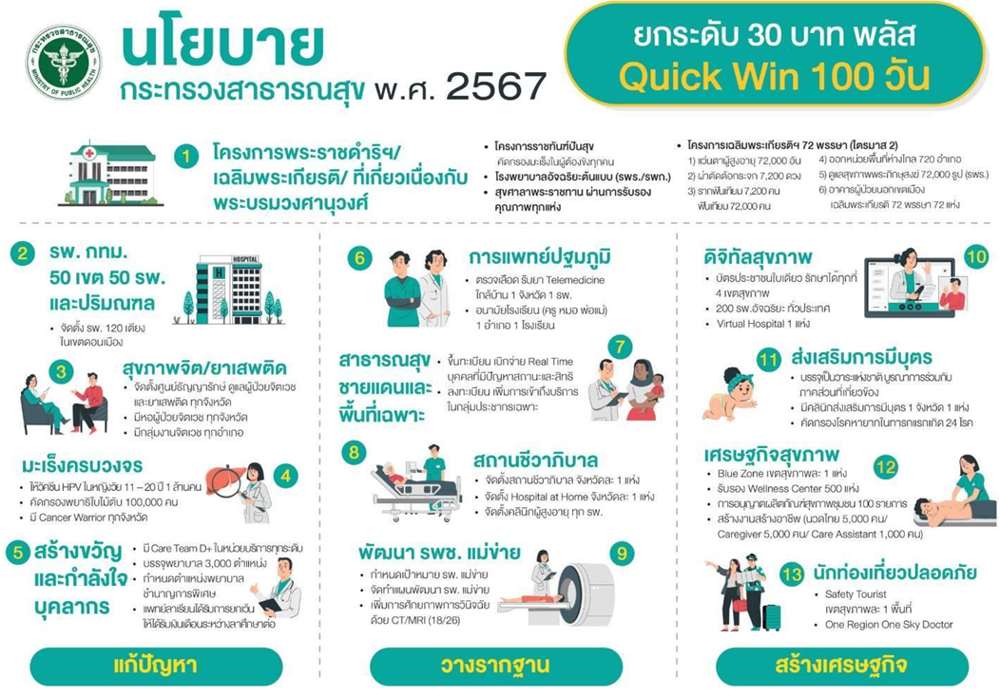 กระทรวงสาธารณสุข
MINISTRY OF PUBLIC HEALTH
นโยบาย
กระทรวงสาธารณสุข พ.ศ. 2567
ยกระดับ 30 บาท พลัส
Quick Win 100 วัน
1
โครงการพระราชดำริฯ/
เฉลิมพระเกียรติ/ ที่เกี่ยวเนื่องกับ
พระบรมวงศานุวงศ์
• โครงการราชทัณฑ์ปันสุข
คัดกรองมะเร็งในผู้ต้องขังทุกคน
• โรงพยาบาลอัจฉริยะต้นแบบ (รพร./รพก.)
• สุขศาลาพระราชทาน ผ่านการรับรอง
คุณภาพทุกแห่ง
• โครงการเฉลิมพระเกียรติฯ 72 พรรษา (ไตรมาส 2)
1) แว่นตาผู้สูงอายุ 72,000 อัน
2) ผ่าตัดต้อกระจก 7,200 ดวง
3) รากฟันเทียม 7,200 คน
ฟันเทียม 72,000 คน
4) ออกหน่วยพื้นที่ห่างไกล 720 อำเภอ
5) ดูแลสุขภาพพระภิกษุสงฆ์ 72,000 รูป (รพร.)
6) อาคารผู้ป่วยนอกเขตเมือง
เฉลิมพระเกียรติ 72 พรรษา 72 แห่ง
2
รพ. กทม.
50 เขต 50 รพ.
และปริมณฑล
• จัดตั้ง รพ. 120 เตียง
ในเขตดอนเมือง
HOSPITAL
H
3
สุขภาพจิต/ยาเสพติด
• จัดตั้งศูนย์ธัญญารักษ์ ดูแลผู้ป่วยจิตเวช
และยาเสพติด ทุกจังหวัด
• มีหอผู้ป่วยจิตเวช ทุกจังหวัด
• มีกลุ่มงานจิตเวช ทุกอำเภอ
มะเร็งครบวงจร
4
• ให้วัคซีน HPV ในหญิงวัย 11 – 20 ปี 1 ล้านคน
• คัดกรองพยาธิใบไม้ตับ 100,000 คน
• มี Cancer Warrior ทุกจังหวัด
5
สร้างขวัญ
และกำลังใจ
บุคลากร
• มี Care Team D+ ในหน่วยบริการทุกระดับ
• บรรจุพยาบาล 3,000 ตำแหน่ง
• กำหนดตำแหน่งพยาบาล
ชำนาญการพิเศษ
• แพทย์ลาเรียนได้รับการยกเว้น
ให้ได้รับเงินเดือนระหว่างลาศึกษาต่อ
แก้ปัญหา
6
การแพทย์ปฐมภูมิ
• ตรวจเลือด รับยา Telemedicine
ใกล้บ้าน 1 จังหวัด 1 รพ.
• อนามัยโรงเรียน (ครู หมอ พ่อแม่)
1 อำเภอ 1 โรงเรียน
7
สาธารณสุข
ชายแดนและ
พื้นที่เฉพาะ
• ขึ้นทะเบียน เบิกจ่าย Real Time
บุคคลที่มีปัญหาสถานะและสิทธิ
• ลงทะเบียน เพิ่มการเข้าถึงบริการ
ในกลุ่มประชากรเฉพาะ
8
สถานชีวาภิบาล
• จัดตั้งสถานชีวาภิบาล จังหวัดละ 1 แห่ง
• จัดตั้ง Hospital at Home จังหวัดละ 1 แห่ง
• จัดตั้งคลินิกผู้สูงอายุ ทุก รพ.
พัฒนา รพช. แม่ข่าย
9
• กำหนดเป้าหมาย รพ. แม่ข่าย
• จัดทำแผนพัฒนา รพ. แม่ข่าย
• เพิ่มการศักยภาพการวินิจฉัย
ด้วย CT/MRI (18/26)
วางรากฐาน
ดิจิทัลสุขภาพ
10
• บัตรประชาชนใบเดียว รักษาได้ทุกที่
4 เขตสุขภาพ
• 200 รพ.อัจฉริยะ ทั่วประเทศ
• Virtual Hospital 1 แห่ง
11
ส่งเสริมการมีบุตร
• บรรจุเป็นวาระแห่งชาติ บูรณาการร่วมกับ
ภาคส่วนที่เกี่ยวข้อง
• มีคลินิกส่งเสริมการมีบุตร 1 จังหวัด 1 แห่ง
• คัดกรองโรคหายากในทารกแรกเกิด 24 โรค
เศรษฐกิจสุขภาพ
12
• Blue Zone เขตสุขภาพละ 1 แห่ง
• รับรอง Wellness Center 500 แห่ง
• การอนุญาตผลิตภัณฑ์สุขภาพชุมชน 100 รายการ
• สร้างงานสร้างอาชีพ (นวดไทย 5,000 คน/
Caregiver 5,000 คน/ Care Assistant 1,000 คน)
13
นักท่องเที่ยวปลอดภัย
• Safety Tourist
เขตสุขภาพละ 1 พื้นที่
• One Region One Sky Doctor
สร้างเศรษฐกิจ